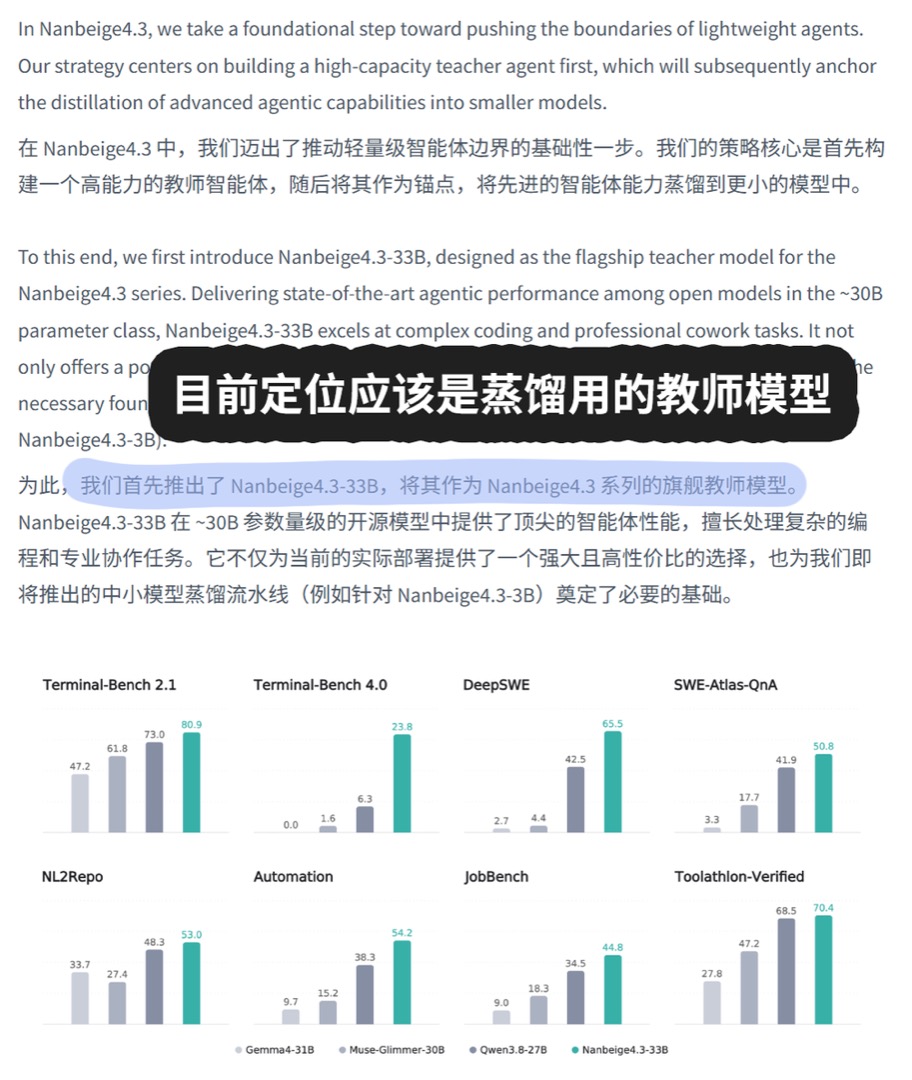 In Nanbeige4.3, we take a foundational step toward pushing the boundaries of lightweight agents.
Our strategy centers on building a high-capacity teacher agent first, which will subsequently anchor
the distillation of advanced agentic capabilities into smaller models.
在 Nanbeige4.3 中，我们迈出了推动轻量级智能体边界的基础性一步。我们的策略核心是首先构
建一个高能力的教师智能体，随后将其作为锚点，将先进的智能体能力蒸馏到更小的模型中。
To this end, we first introduce Nanbeige4.3-33B, designed as the flagship teacher model for the
Nanbeige4.3 series. Delivering state-of-the-art agentic performance among open models in the ~30B
parameter class, Nanbeige4.3-33B excels at complex coding and professional cowork tasks. It not
only offers a
necessary
目前定位应该是蒸馏用的教师模型
Nanbeige4.3-3B).
为此，我们首先推出了 Nanbeige4.3-33B，将其作为 Nanbeige4.3 系列的旗舰教师模型。
Nanbeige4.3-33B 在 ~30B 参数量级的开源模型中提供了顶尖的智能体性能，擅长处理复杂的编
程和专业协作任务。它不仅为当前的实际部署提供了一个强大且高性价比的选择，也为我们即
将推出的中小模型蒸馏流水线（例如针对 Nanbeige4.3-3B）奠定了必要的基础。
Terminal-Bench 2.1
47.2
61.8
73.0
80.9
Terminal-Bench 4.0
0.0
1.6
6.3
23.8
DeepSWE
2.7
4.4
42.5
65.5
SWE-Atlas-QnA
3.3
17.7
41.9
50.8
NL2Repo
33.7
27.4
48.3
53.0
Automation
9.7
15.2
38.3
54.2
JobBench
9.0
18.3
34.5
44.8
Toolathlon-Verified
27.8
47.2
68.5
70.4
Gemma4-31B
Muse-Glimmer-30B
Qwen3.8-27B
Nanbeige4.3-33B